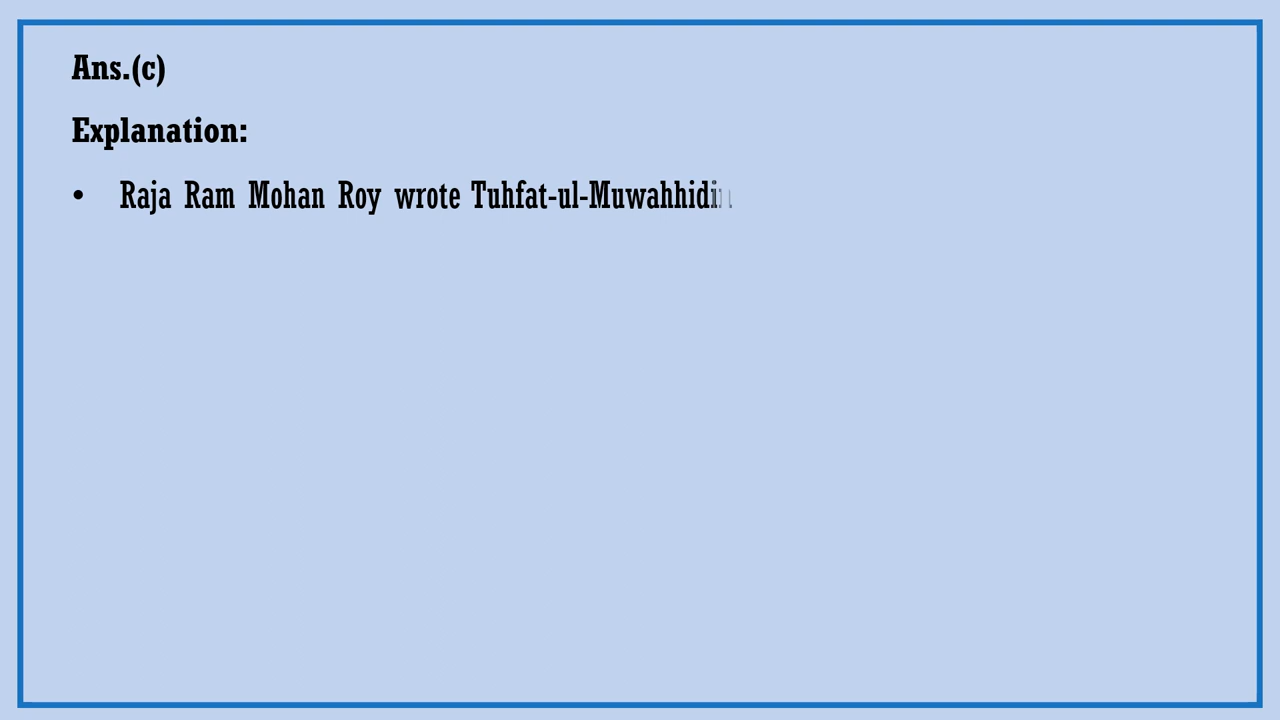 Ans.(c)
Explanation:
• Raja Ram Mohan Roy wrote Tuhfat-ul-Muwahhidin